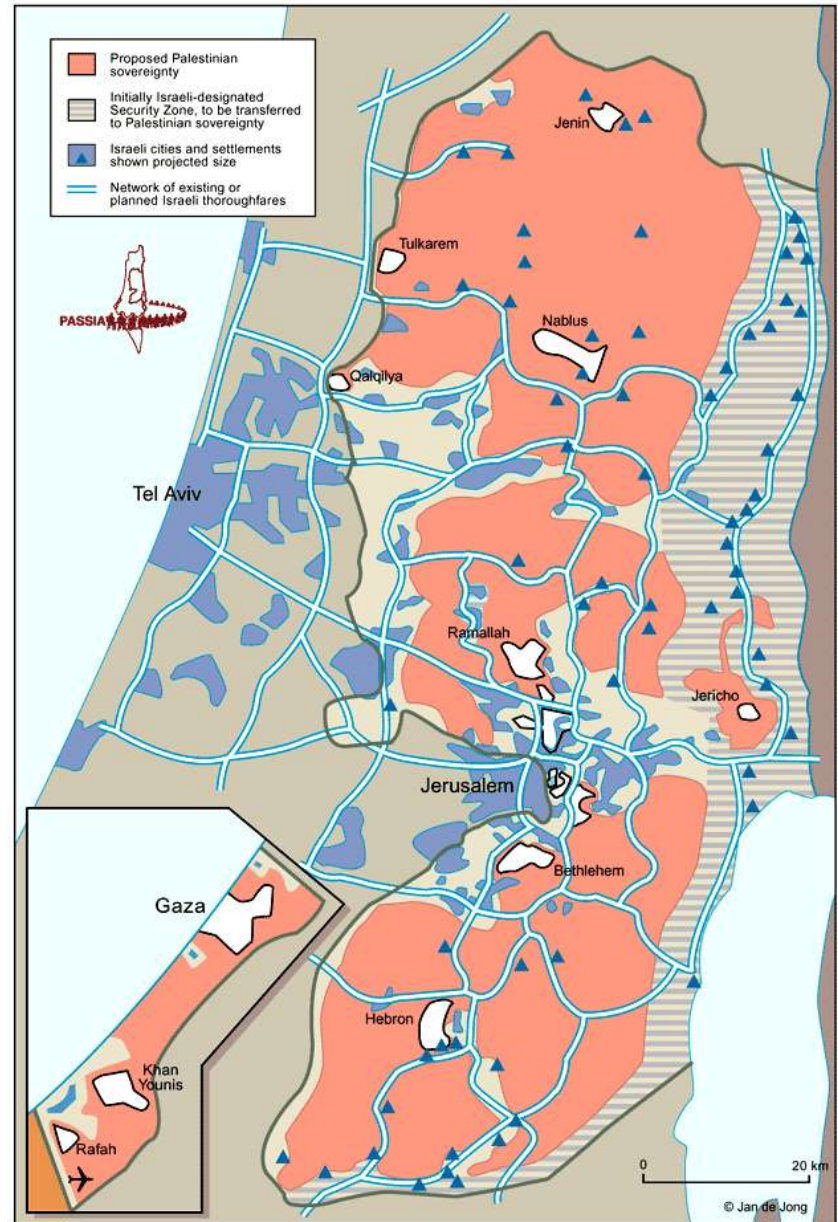 Proposed Palestinian
sovereignty
Initially Israeli-designated
Security Zone, to be transferred
to Palestinian sovereignty
Israeli cities and settlements
shown projected size
Network of existing or
planned Israeli thoroughfares
PASSIA
Jenin
Tulkarem
Nablus
Qalqilya
Tel Aviv
Ramallah
Jericho
Jerusalem
Bethlehem
Gaza
Hebron
Khan
Younis
Rafah
0 20 km
© Jan de Jong